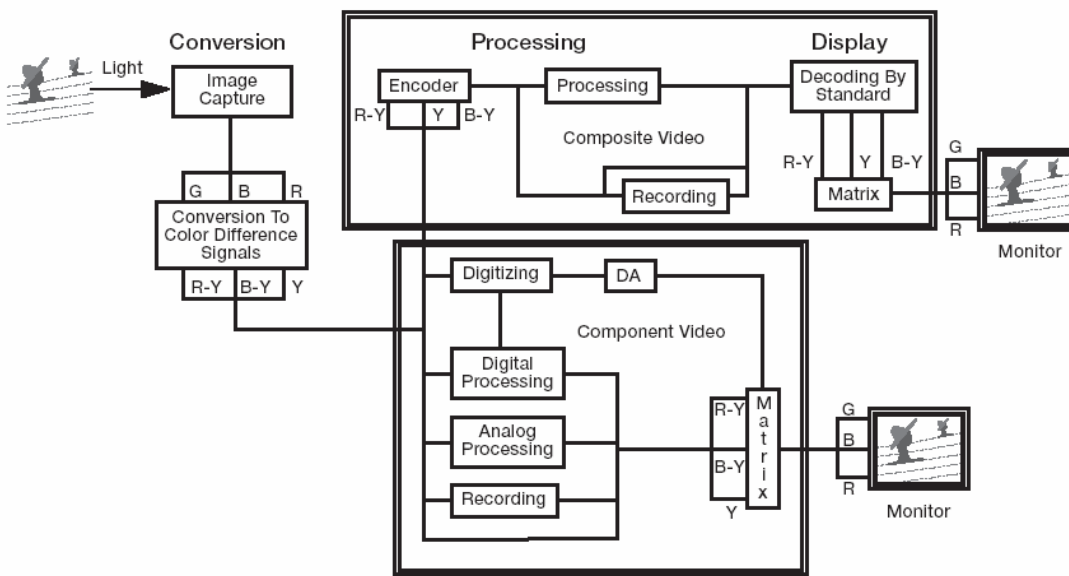 Conversion
Processing
Display
Light
Image
Capture
Encoder
Processing
Decoding By
Standard
R-Y
Y
B-Y
Composite Video
R-Y
Y
B-Y
Recording
Matrix
G
B
R
Monitor
G
B
R
Conversion To
Color Difference
Signals
R-Y
B-Y
Y
Digitizing
DA
Component Video
Digital
Processing
Analog
Processing
Recording
R-Y
B-Y
Y
Matrix
G
B
R
Monitor